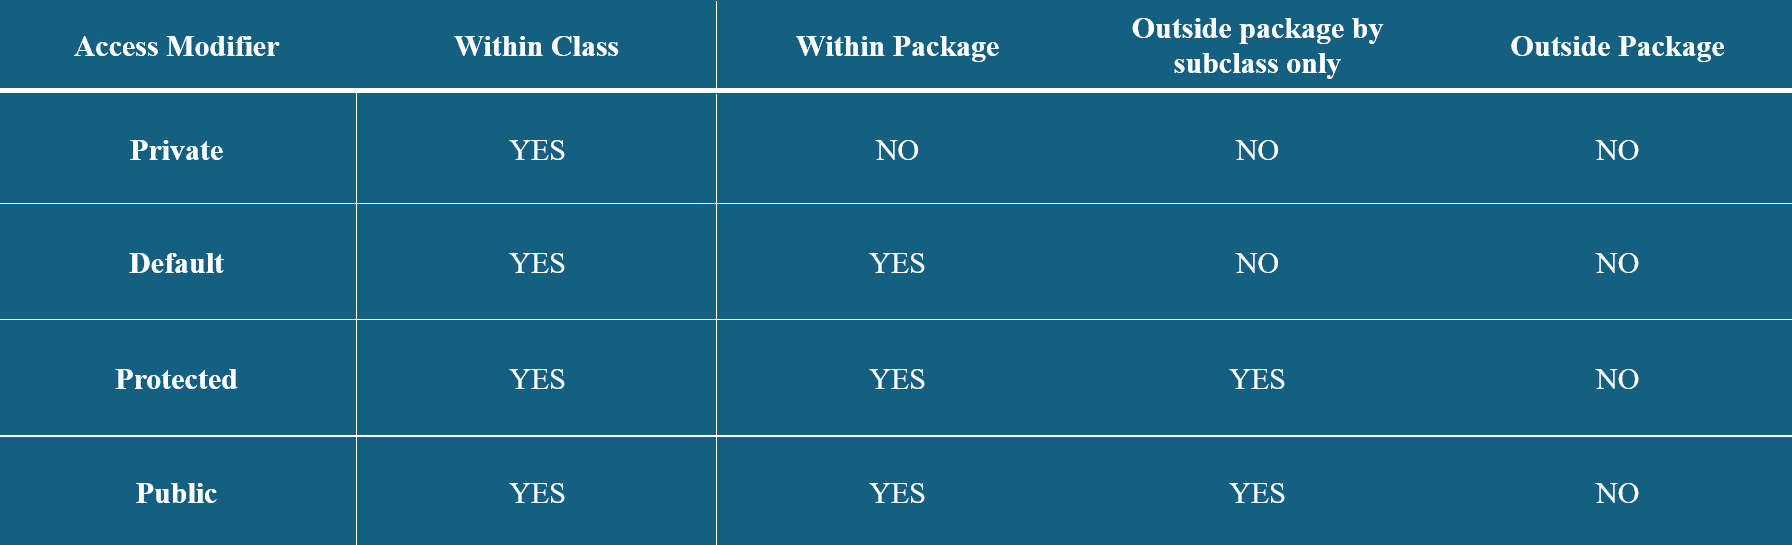 Access Modifier
Within Class
Within Package
Outside package by
subclass only
Outside Package
Private
YES
NO
NO
NO
Default
YES
YES
NO
NO
Protected
YES
YES
YES
NO
Public
YES
YES
YES
NO